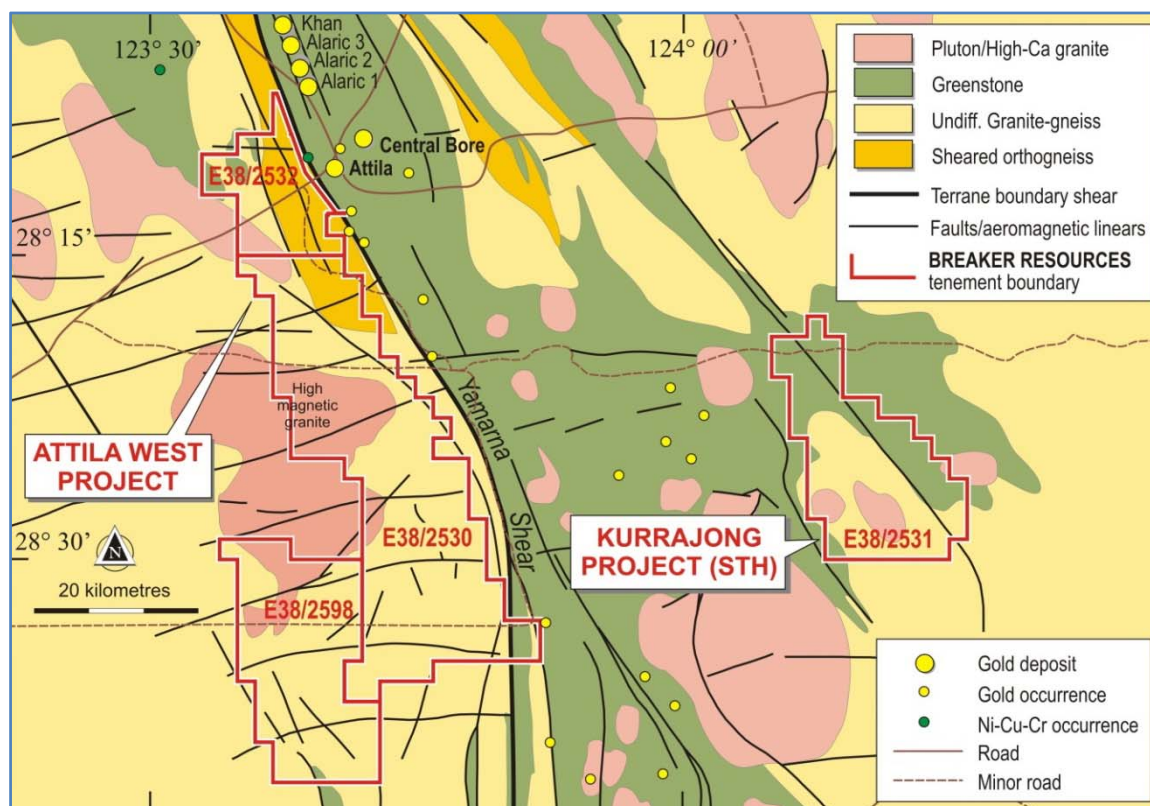 123° 30’
Khan
Alaric 3
Alaric 2
Alaric 1
124° 00’
Central Bore
Attila
E38/2532
28° 15’
ATTILA WEST
PROJECT
High
magnetic
granite
Yamarna
Shear
28° 30’
N
20 kilometres
E38/2530
E38/2598
KURRAJONG
PROJECT (STH)
E38/2531
Pluton/High-Ca granite
Greenstone
Undiff. Granite-gneiss
Sheared orthogneiss
Terrane boundary shear
Faults/aeromagnetic linears
BREAKER RESOURCES
tenement boundary
Gold deposit
Gold occurrence
Ni-Cu-Cr occurrence
Road
Minor road